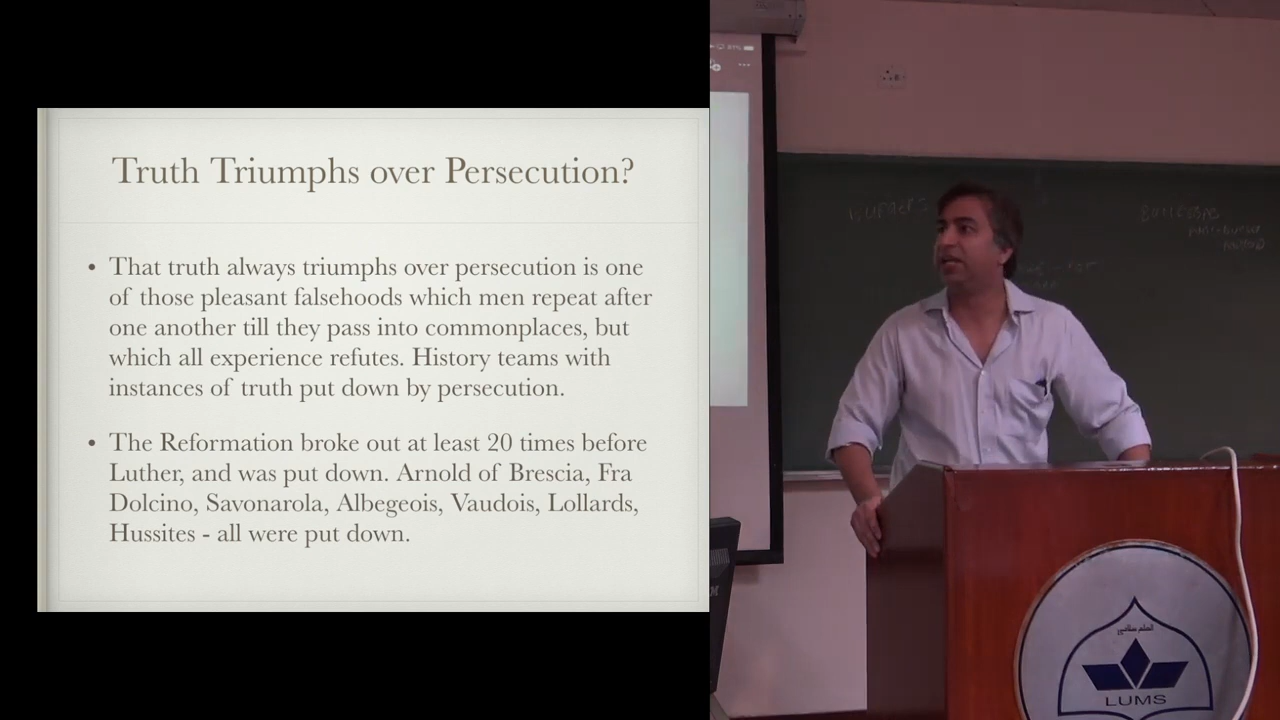 Truth Triumphs over Persecution?
• That truth always triumphs over persecution is one
of those pleasant falsehoods which men repeat after
one another till they pass into commonplaces, but
which all experience refutes. History teams with
instances of truth put down by persecution.
• The Reformation broke out at least 20 times before
Luther, and was put down. Arnold of Brescia, Fra
Dolcino, Savonarola, Albegeois, Vaudois, Lollards,
Hussites - all were put down.
LUMS